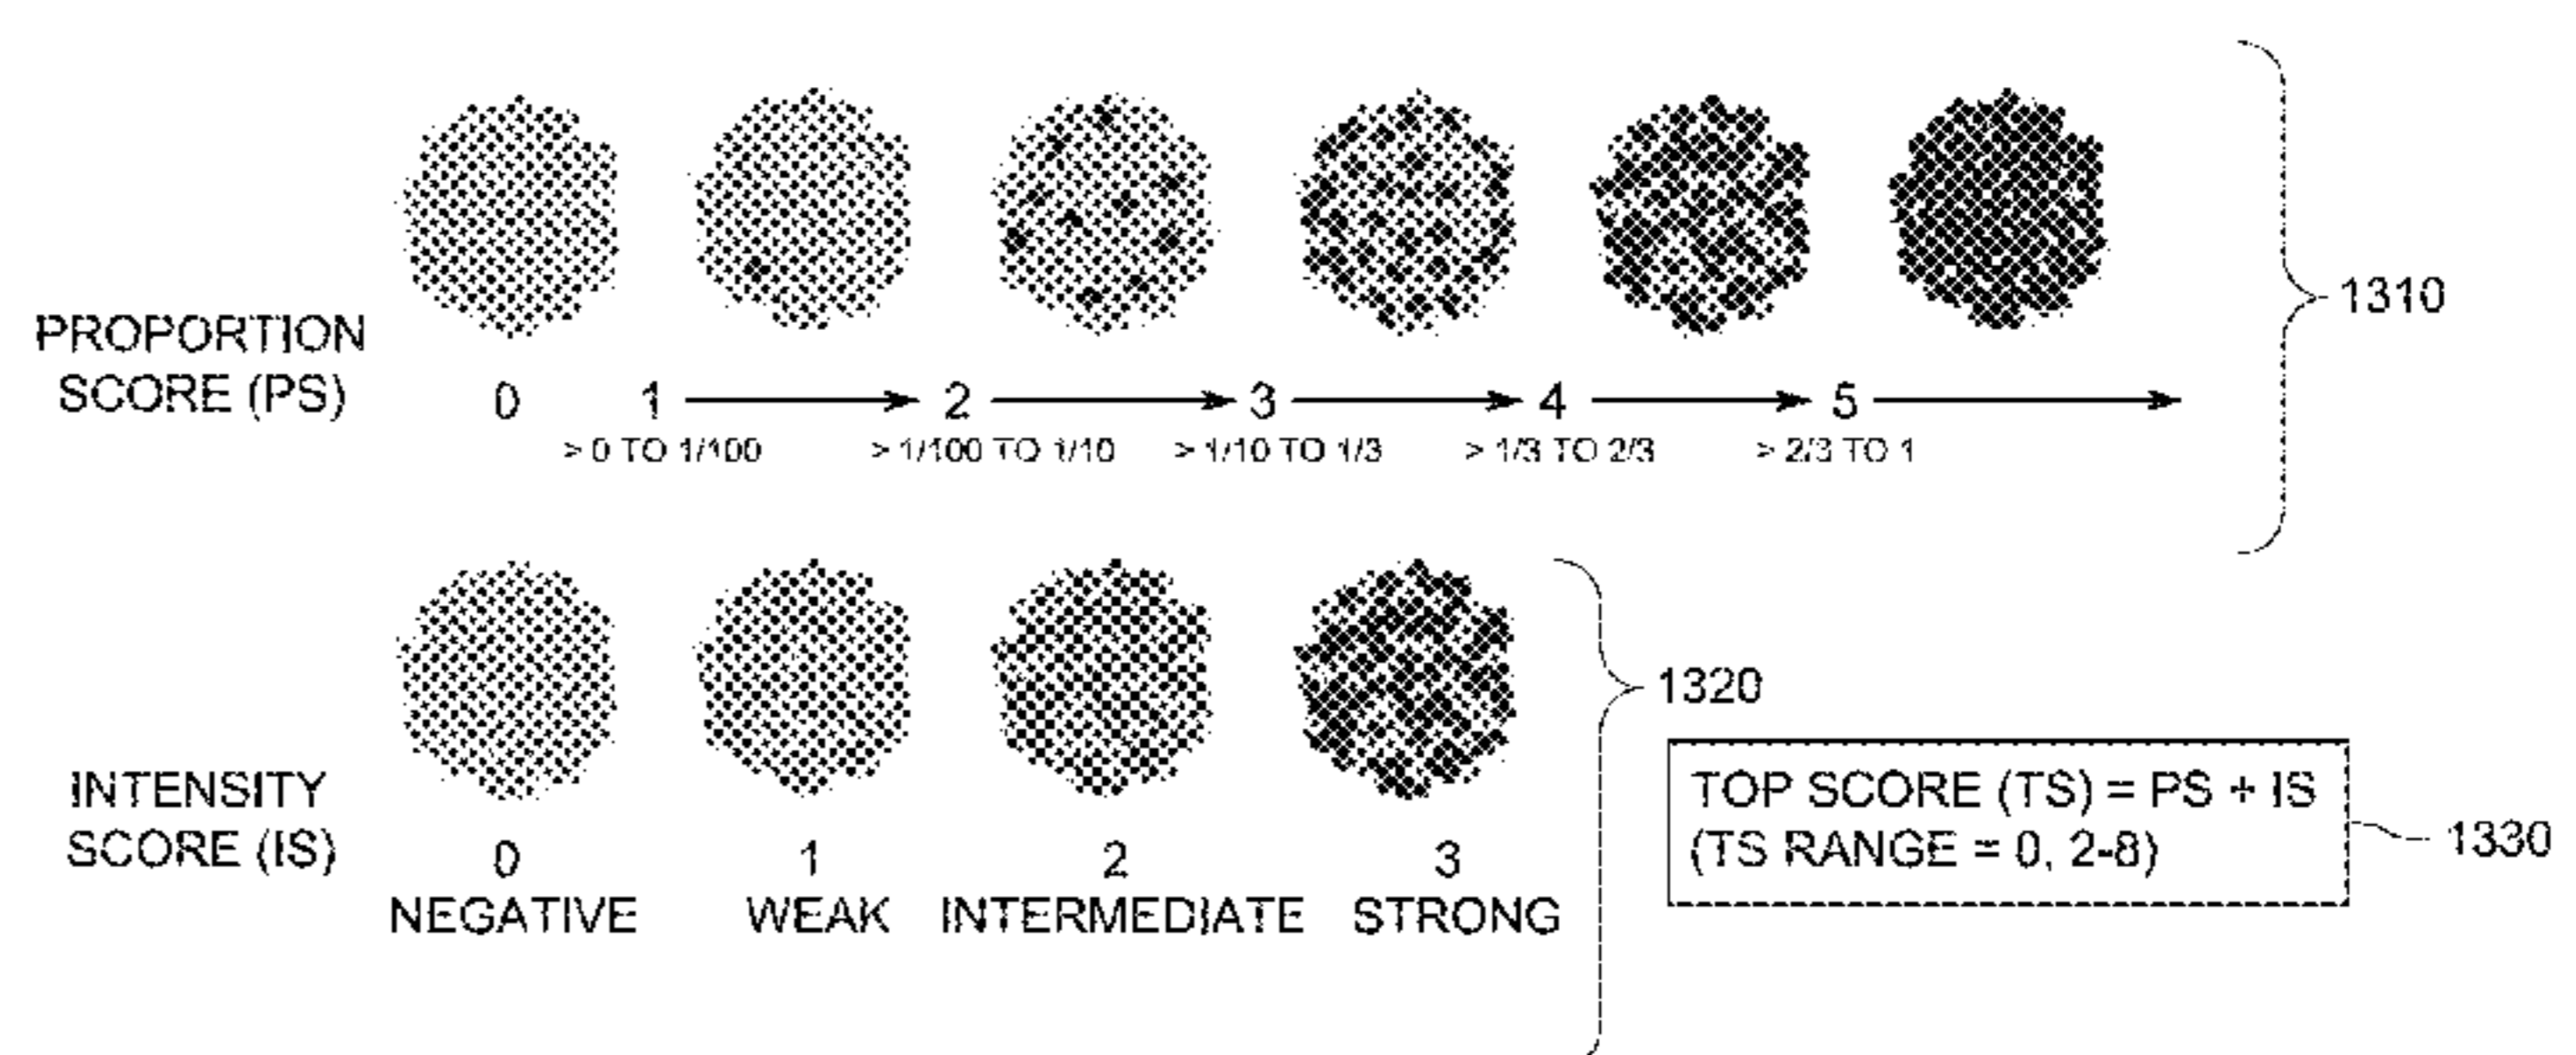 PROPORTION
SCORE (PS)
0 1 2 3 4 5
> 0 TO 1/100 > 1/100 TO 1/10 > 1/10 TO 1/3 > 1/3 TO 2/3 > 2/3 TO 1
1310
INTENSITY
SCORE (IS)
0 1 2 3
NEGATIVE WEAK INTERMEDIATE STRONG
1320
TOP SCORE (TS) = PS + IS
(TS RANGE = 0, 2-8)
1330